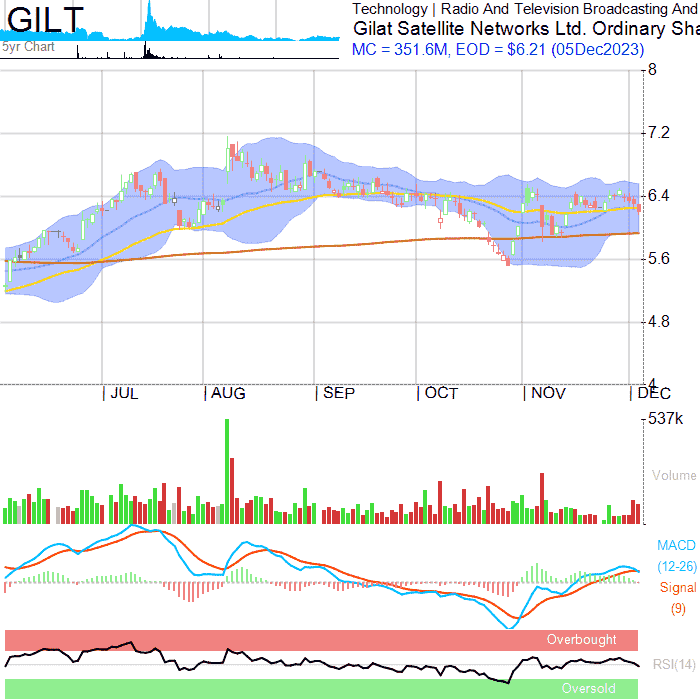 GILT
5yr Chart
Technology | Radio And Television Broadcasting And
Gilat Satellite Networks Ltd. Ordinary Sha
MC = 351.6M, EOD = $6.21 (05Dec2023)
8
7.2
6.4
5.6
4.8
4
| JUL | AUG | SEP | OCT | NOV | DEC
537k
Volume
MACD
(12-26)
Signal
(9)
Overbought
RSI(14)
Oversold